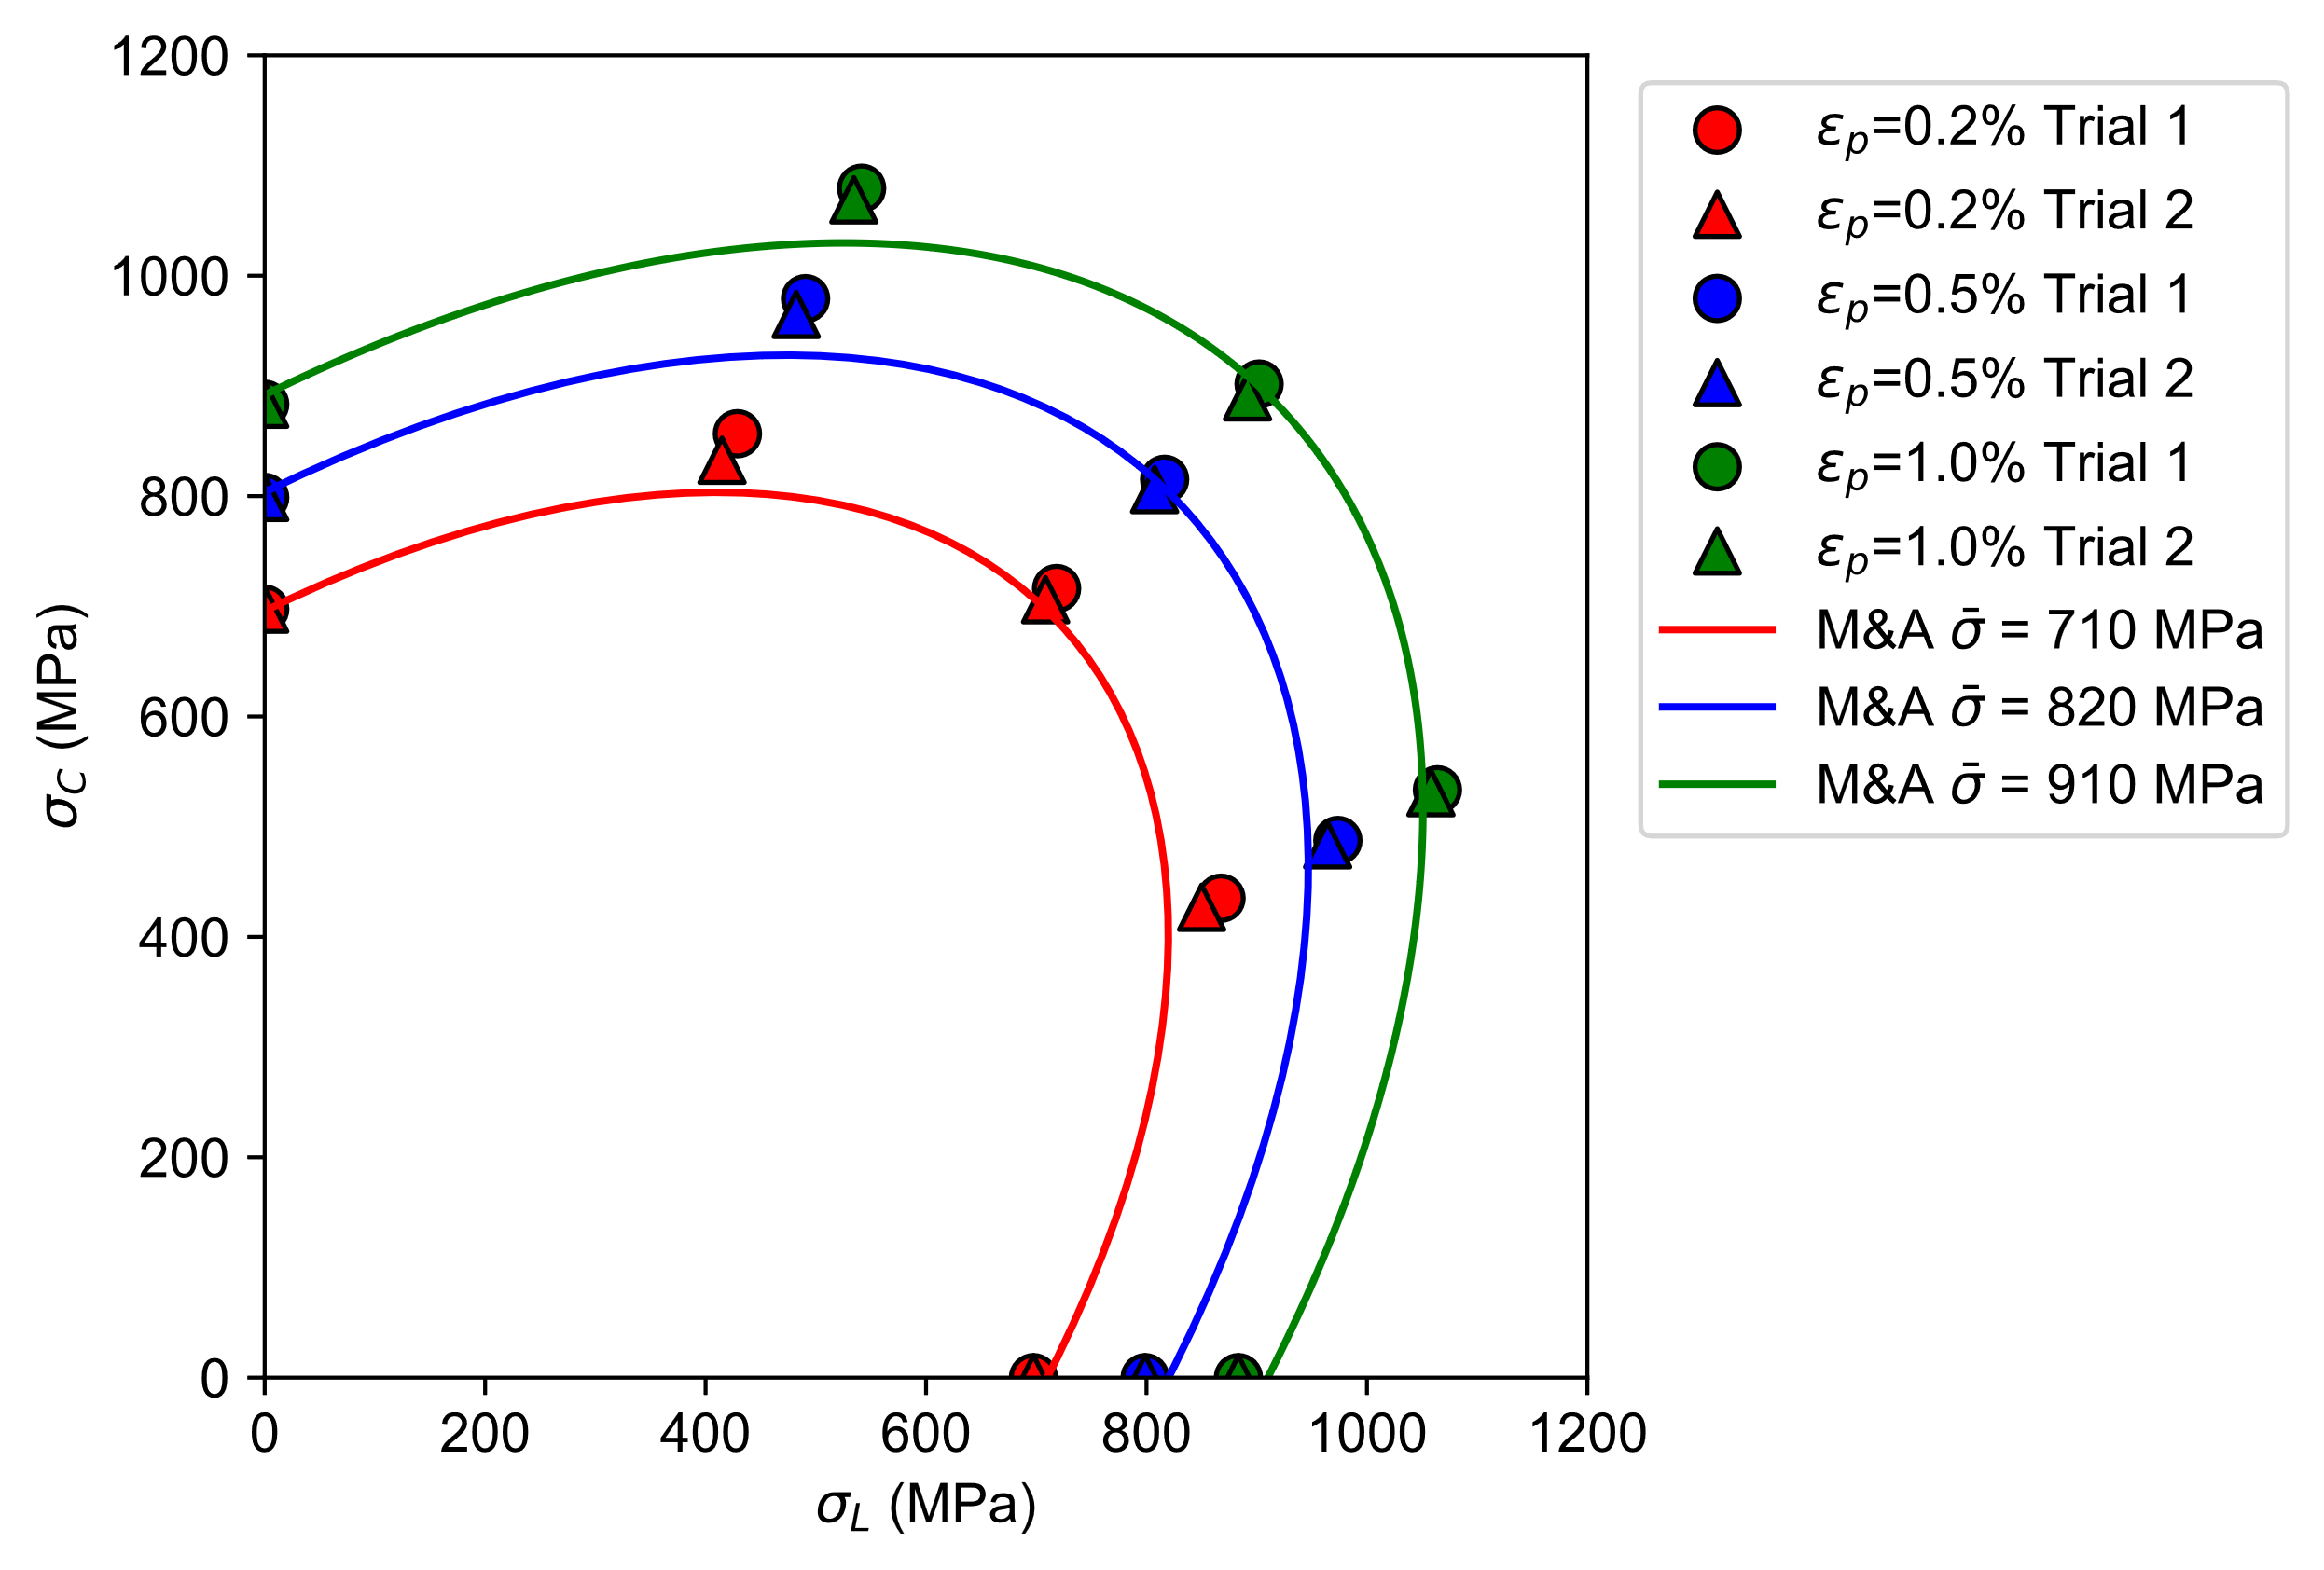 1200
1000
800
600
400
200
0
σC (MPa)
0 200 400 600 800 1000 1200
σL (MPa)
εp=0.2% Trial 1
εp=0.2% Trial 2
εp=0.5% Trial 1
εp=0.5% Trial 2
εp=1.0% Trial 1
εp=1.0% Trial 2
M&A σ̄ = 710 MPa
M&A σ̄ = 820 MPa
M&A σ̄ = 910 MPa